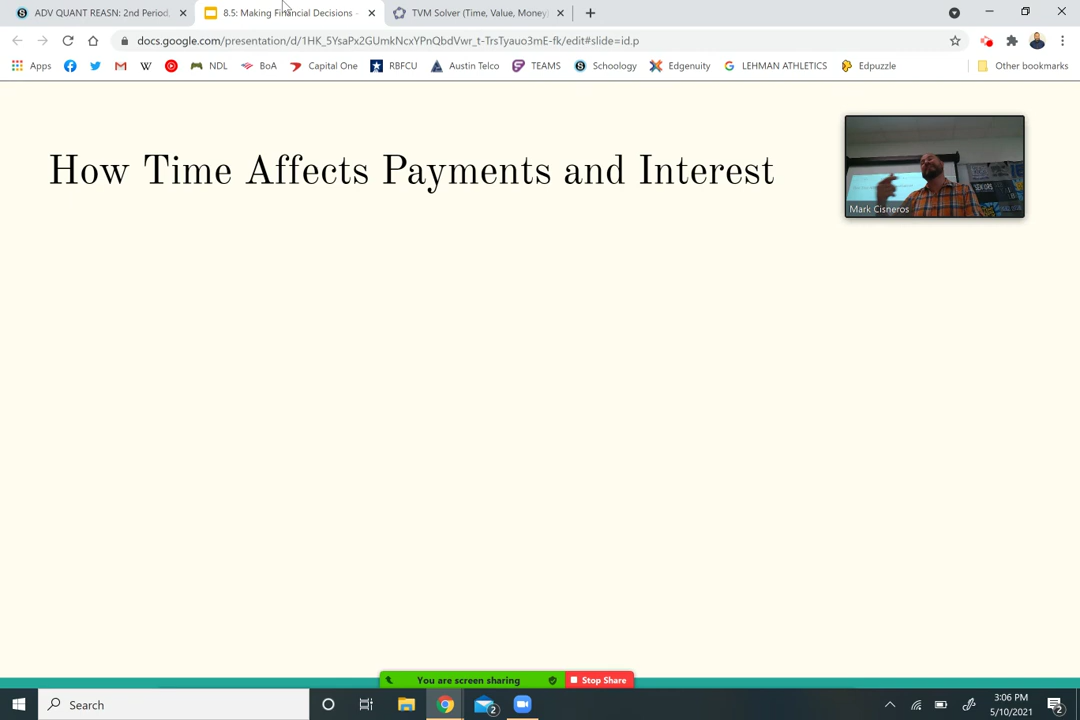 ADV QUANT REASN: 2nd Period,
8.5: Making Financial Decisions -
TVM Solver (Time, Value, Money)
docs.google.com/presentation/d/1HK_5YsaPx2GUmkNcxYPnQbdVwr_t-TrsTyauo3mE-fk/edit#slide=id.p
Apps
NDL
BoA
Capital One
RBFCU
Austin Telco
TEAMS
Schoology
Edgenuity
LEHMAN ATHLETICS
Edpuzzle
Other bookmarks
How Time Affects Payments and Interest
SENIORS
Mark Cisneros
You are screen sharing
Stop Share
Search
2
3:06 PM
5/10/2021
2